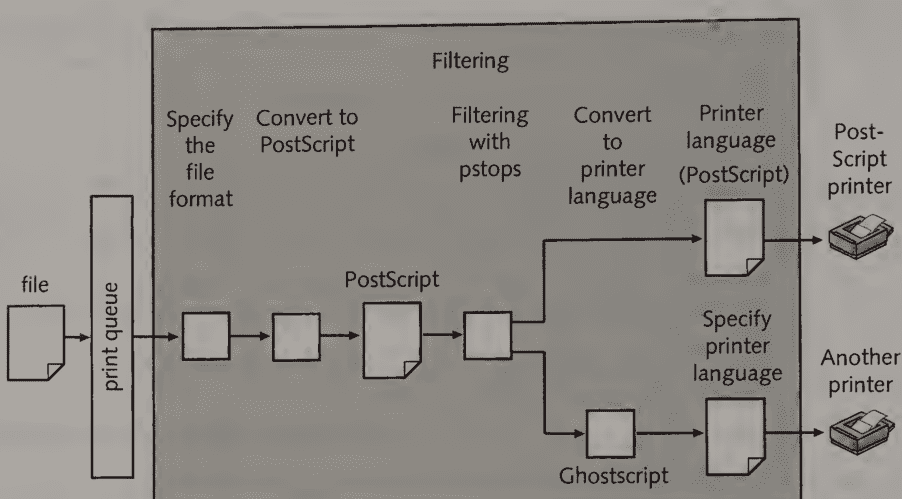 Filtering
Specify
the
file
format
Convert to
PostScript
Filtering
with
pstops
Convert
to
printer
language
Printer
language
(PostScript)
Post-
Script
printer
file
print queue
PostScript
Specify
printer
language
Another
printer
Ghostscript